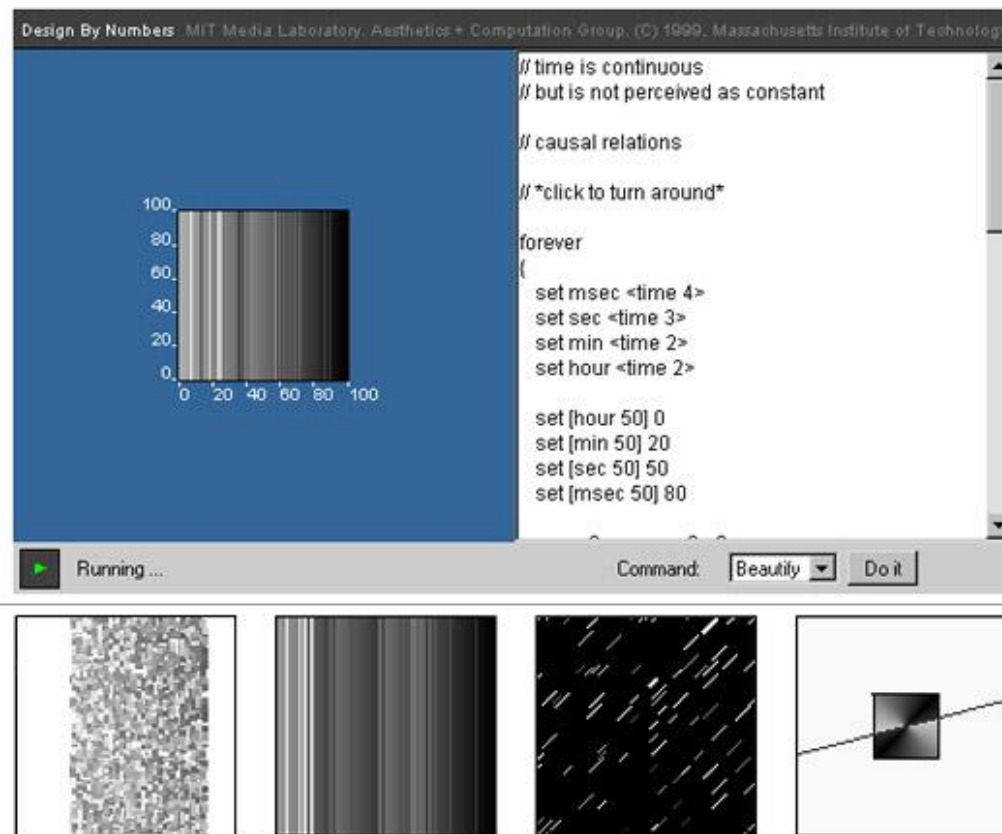 Design By Numbers MIT Media Laboratory. Aesthetics + Computation Group. (C) 1999. Massachusetts Institute of Technology
// time is continuous
// but is not perceived as constant
// causal relations
// *click to turn around*
forever
{
set msec <time 4>
set sec <time 3>
set min <time 2>
set hour <time 2>
set [hour 50] 0
set [min 50] 20
set [sec 50] 50
set [msec 50] 80
100
80
60
40
20
0
0 20 40 60 80 100
Running ...
Command: Beautify Do it